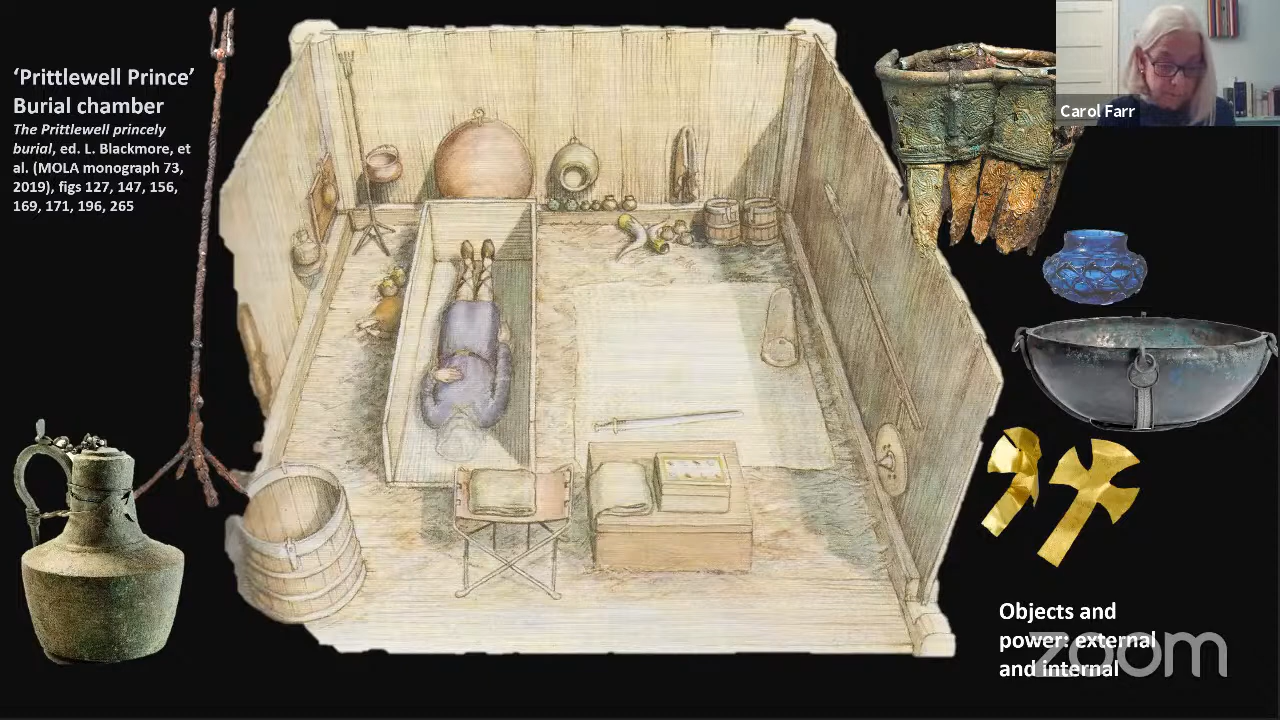 ‘Prittlewell Prince’
Burial chamber
The Prittlewell princely
burial, ed. L. Blackmore, et
al. (MOLA monograph 73,
2019), figs 127, 147, 156,
169, 171, 196, 265
Carol Farr
Objects and
power: external
and internal
zoom